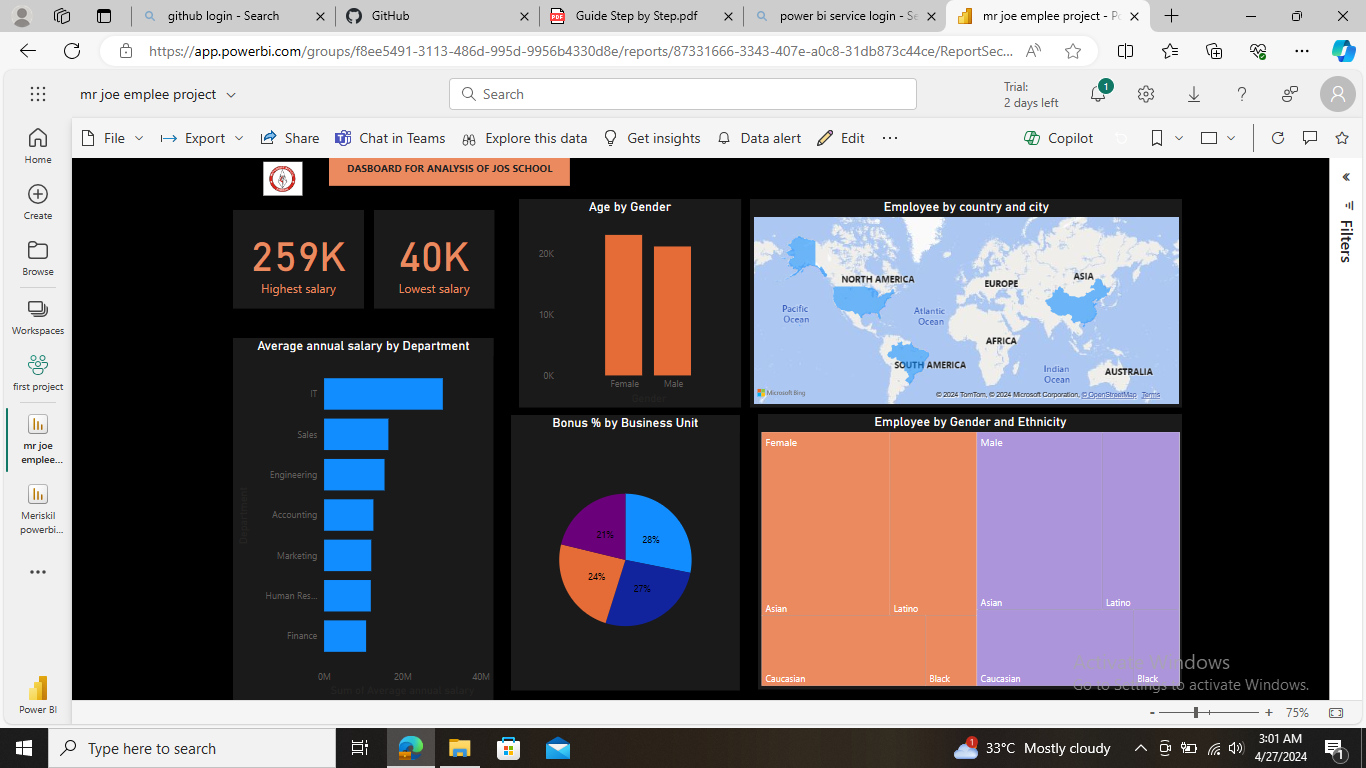 github login - Search
GitHub
Guide Step by Step.pdf
power bi service login - Se
mr joe emplee project - Po
https://app.powerbi.com/groups/f8ee5491-3113-486d-995d-9956b4330d8e/reports/87331666-3343-407e-a0c8-31db873c44ce/ReportSec...
mr joe emplee project
Search
Trial:
2 days left
1
File
Export
Share
Chat in Teams
Explore this data
Get insights
Data alert
Edit
Copilot
Home
Create
Browse
Workspaces
first project
mr joe
emplee...
Meriskil
powerbi...
Power BI
DASBOARD FOR ANALYSIS OF JOS SCHOOL
259K
Highest salary
40K
Lowest salary
Age by Gender
20K
10K
0K
Female
Male
Gender
Employee by country and city
NORTH AMERICA
EUROPE
ASIA
Pacific
Ocean
Atlantic
Ocean
AFRICA
SOUTH AMERICA
Indian
Ocean
AUSTRALIA
Microsoft Bing
© 2024 TomTom, © 2024 Microsoft Corporation, © OpenStreetMap Terms
Average annual salary by Department
Department
IT
Sales
Engineering
Accounting
Marketing
Human Res...
Finance
0M
20M
40M
Sum of Average annual salary
Bonus % by Business Unit
21%
28%
24%
27%
Employee by Gender and Ethnicity
Female
Male
Asian
Latino
Asian
Latino
Caucasian
Black
Caucasian
Black
Activate Windows
Go to Settings to activate Windows.
Filters
75%
Type here to search
1
33°C Mostly cloudy
3:01 AM
4/27/2024
1